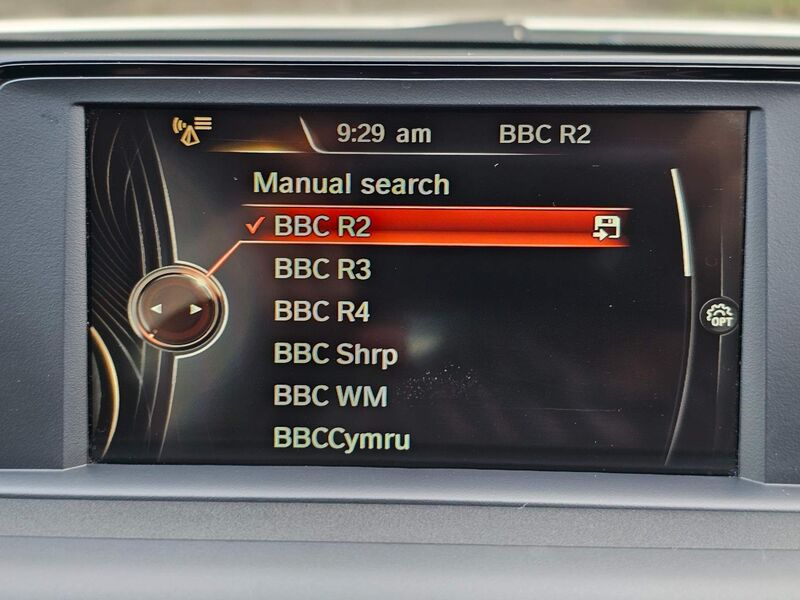 9:29 am BBC R2
Manual search
BBC R2
BBC R3
BBC R4
OPT
BBC Shrp
BBC WM
BBCCymru